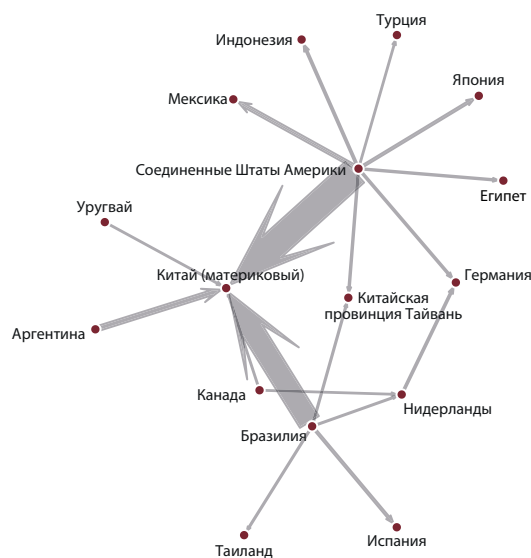 Турция
Индонезия
Япония
Мексика
Соединенные Штаты Америки
Египет
Уругвай
Китай (материковый)
Германия
Китайская
провинция Тайвань
Аргентина
Канада
Нидерланды
Бразилия
Испания
Таиланд